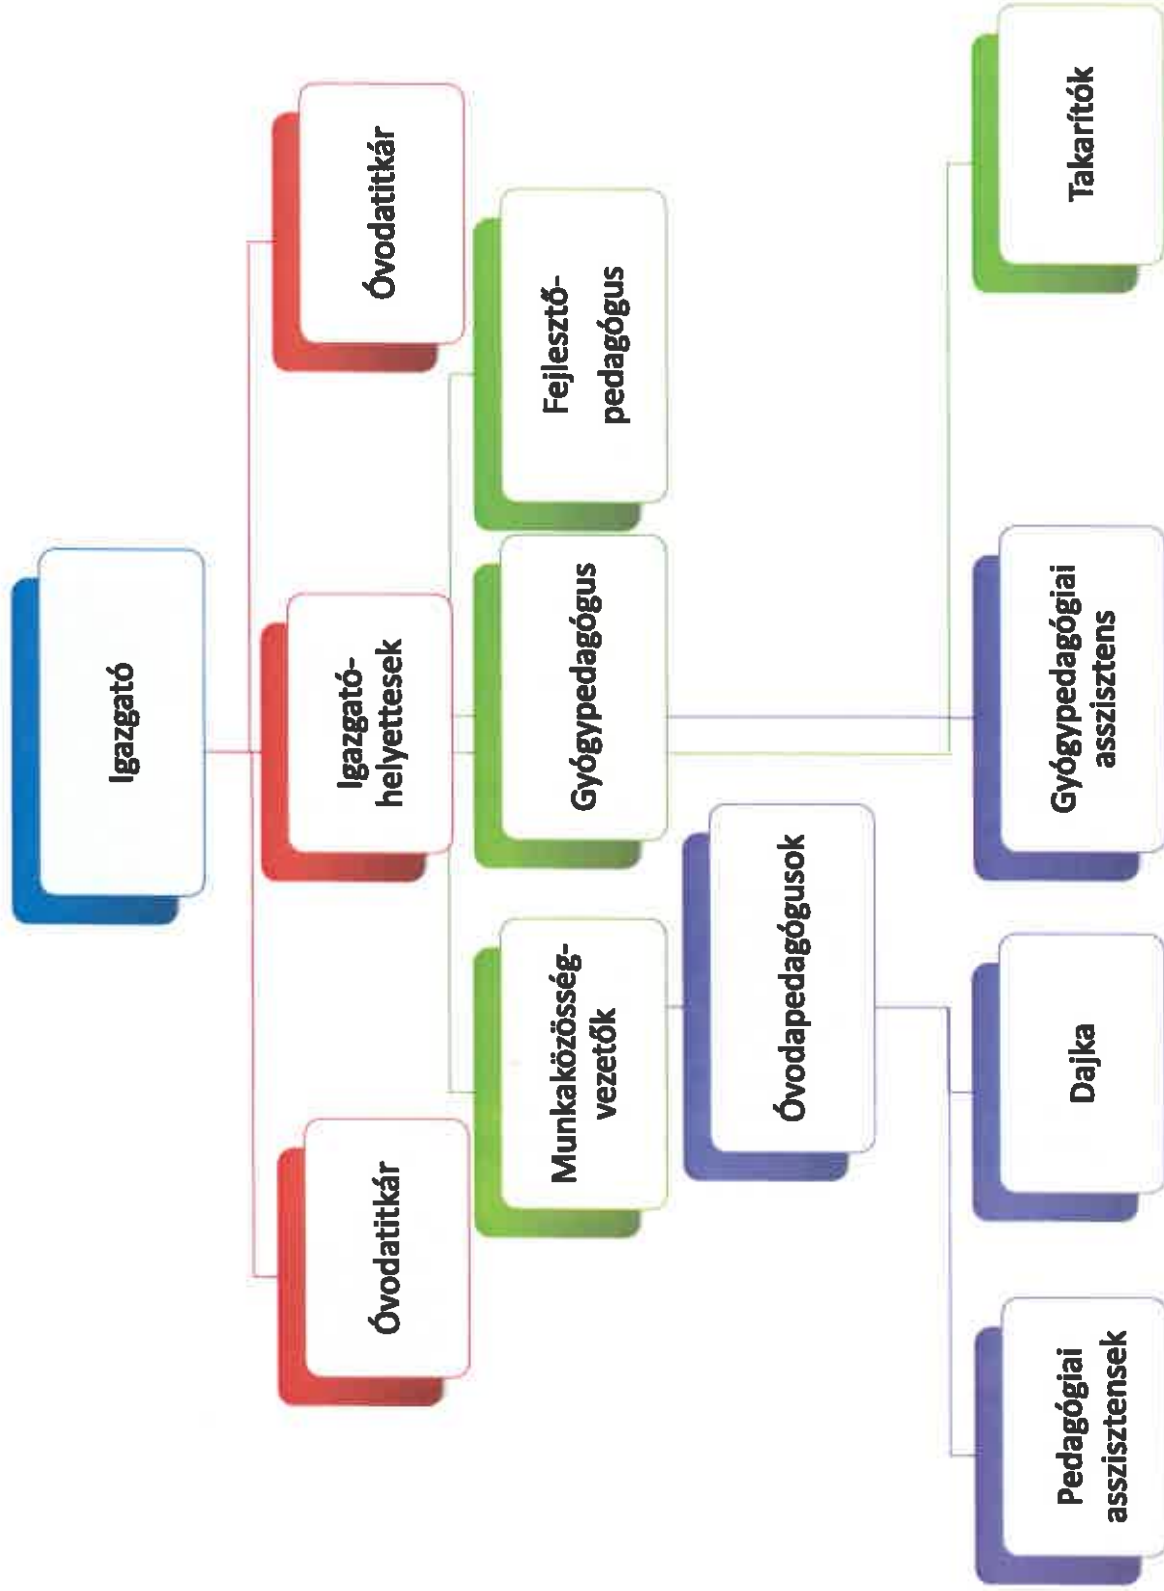 Igazgató
Óvodatitkár
Igazgató-
helyettesek
Óvodatitkár
Munkaközösség-
vezetők
Gyógypedagógus
Fejlesztő-
pedagógus
Óvodapedagógusok
Pedagógiai
asszisztensek
Dajka
Gyógypedagógiai
asszisztens
Takarítók